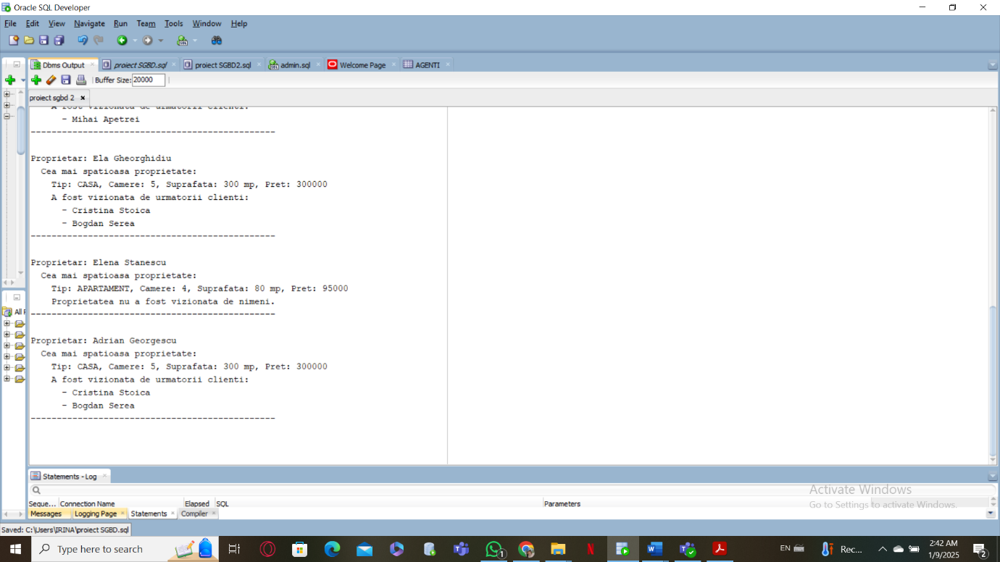 Oracle SQL Developer
File Edit View Navigate Run Team Tools Window Help
Dbms Output
proiect SGBD.sql
proiect SGBD2.sql
admin.sql
Welcome Page
AGENTI
Buffer Size: 20000
proiect sgbd 2
A fost vizionata de urmatorii clienti:
- Mihai Apetrei
-----------------------------------------------
Proprietar: Ela Gheorghidiu
Cea mai spatioasa proprietate:
Tip: CASA, Camere: 5, Suprafata: 300 mp, Pret: 300000
A fost vizionata de urmatorii clienti:
- Cristina Stoica
- Bogdan Serea
-----------------------------------------------
Proprietar: Elena Stanescu
Cea mai spatioasa proprietate:
Tip: APARTAMENT, Camere: 4, Suprafata: 80 mp, Pret: 95000
Proprietatea nu a fost vizionata de nimeni.
-----------------------------------------------
Proprietar: Adrian Georgescu
Cea mai spatioasa proprietate:
Tip: CASA, Camere: 5, Suprafata: 300 mp, Pret: 300000
A fost vizionata de urmatorii clienti:
- Cristina Stoica
- Bogdan Serea
-----------------------------------------------
All
Statements - Log
Seque... Connection Name Elapsed SQL Parameters
Messages Logging Page Statements Compiler
Activate Windows
Go to Settings to activate Windows.
Saved: C:\Users\IRINA\proiect SGBD.sql
Type here to search
1
EN
Rec...
2:42 AM
1/9/2025
2